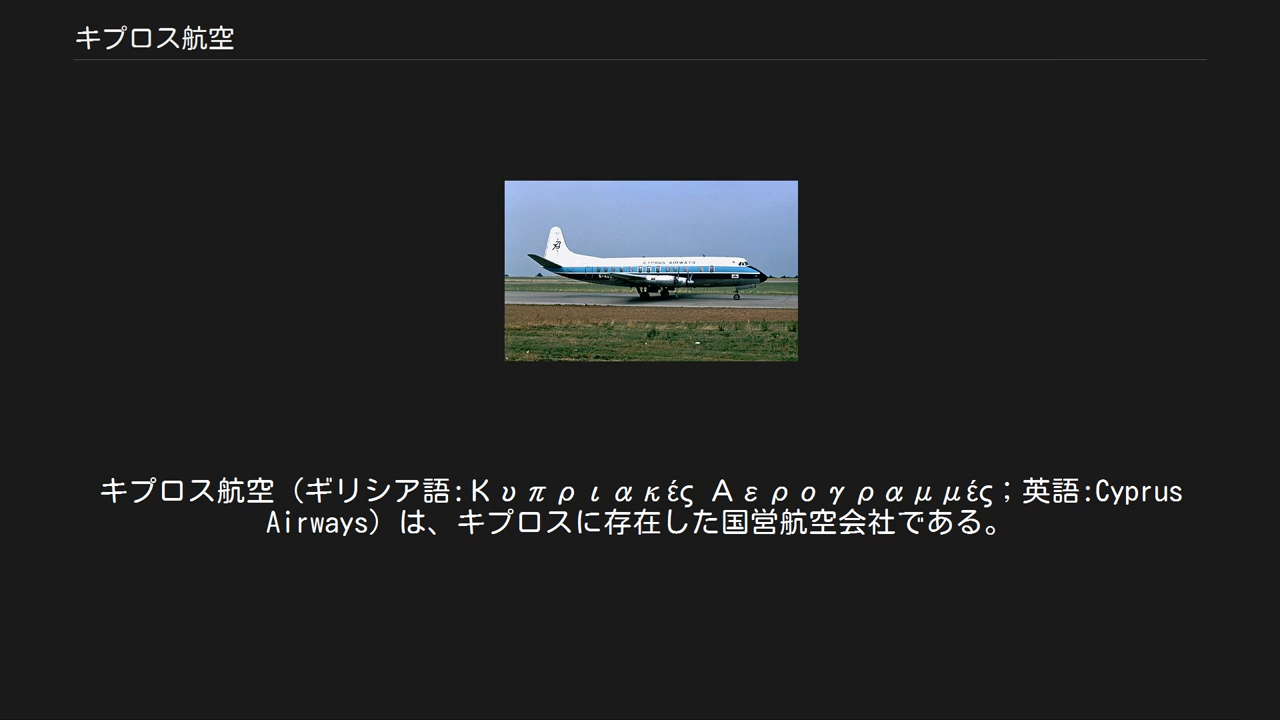 キプロス航空
CYPRUS AIRWAYS
キプロス航空（ギリシア語:Κυπριακές Αερογραμμές；英語:Cyprus
Airways）は、キプロスに存在した国営航空会社である。